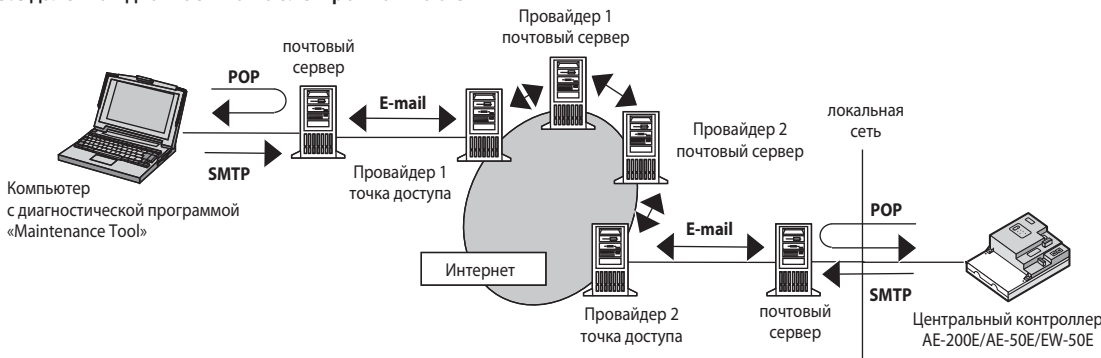 Провайдер 1
почтовый сервер
почтовый
сервер
POP
E-mail
SMTP
Провайдер 1
точка доступа
Компьютер
с диагностической программой
«Maintenance Tool»
Провайдер 2
почтовый сервер
локальная
сеть
Интернет
E-mail
POP
SMTP
Провайдер 2
точка доступа
почтовый
сервер
Центральный контроллер
AE-200E/AE-50E/EW-50E